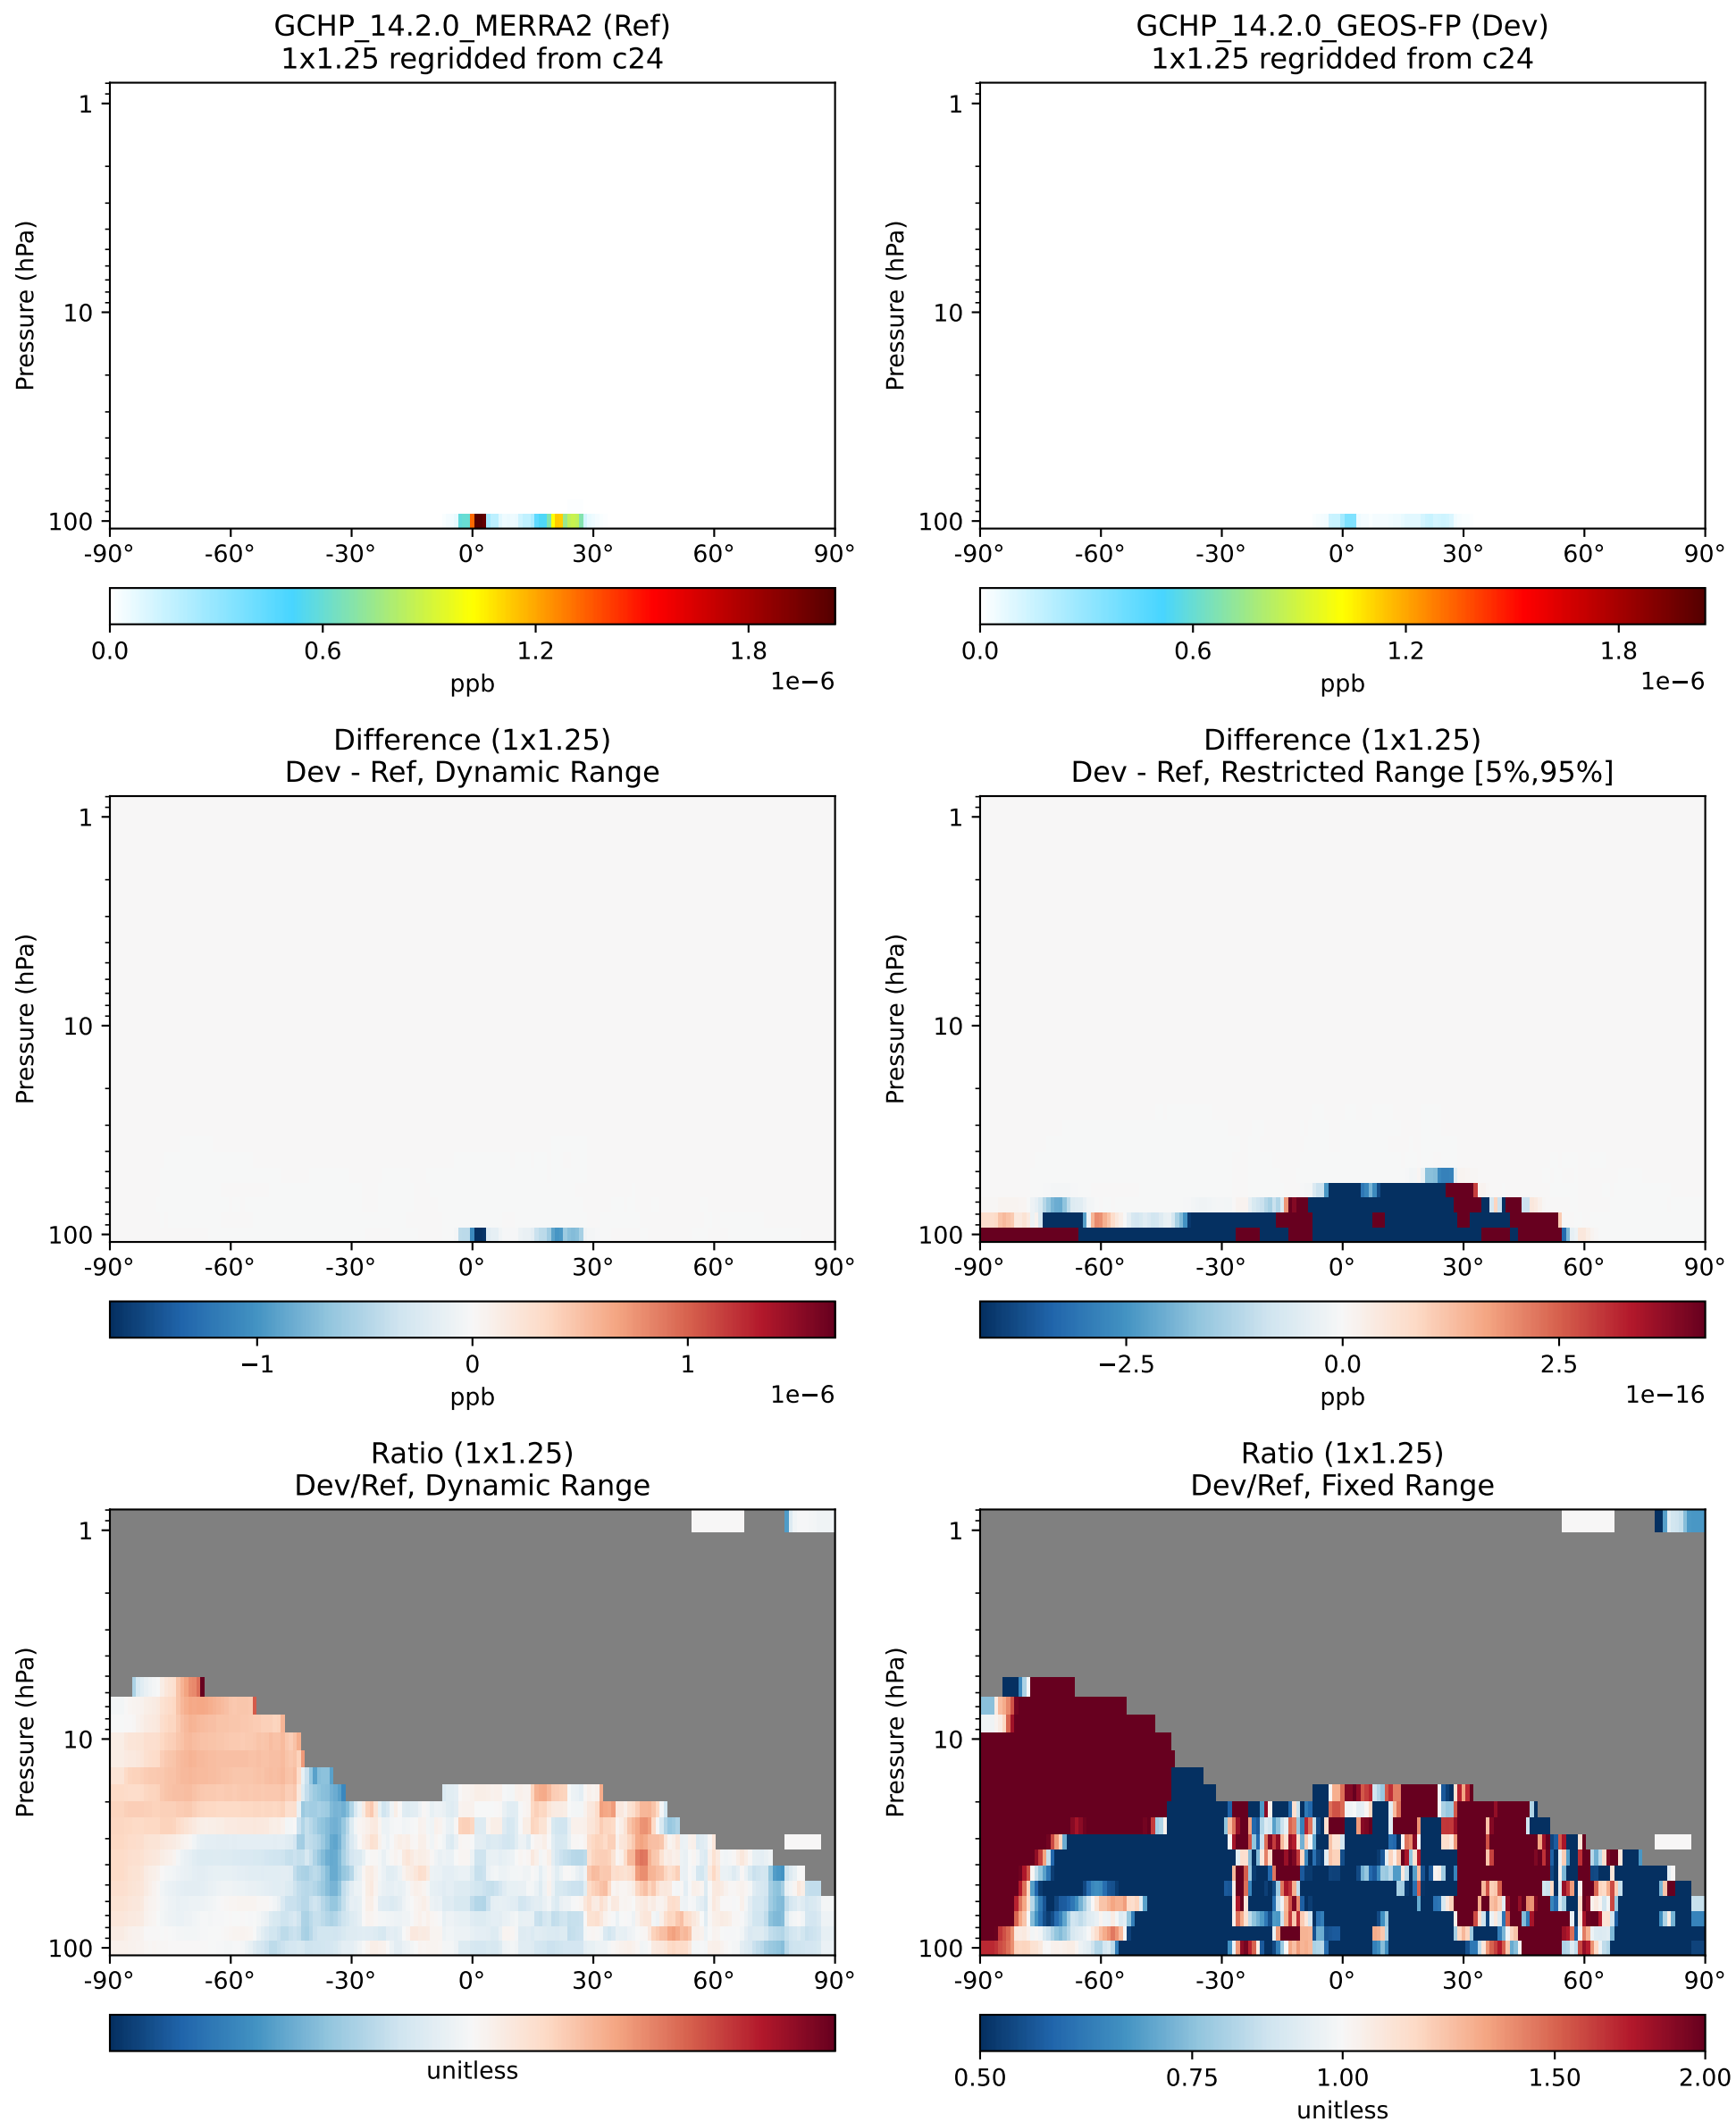 GCHP_14.2.0_MERRA2 (Ref)
1x1.25 regridded from c24
Pressure (hPa)
1
10
100
-90° -60° -30° 0° 30° 60° 90°
0.0 0.6 1.2 1.8
1e−6
ppb
GCHP_14.2.0_GEOS-FP (Dev)
1x1.25 regridded from c24
Pressure (hPa)
1
10
100
-90° -60° -30° 0° 30° 60° 90°
0.0 0.6 1.2 1.8
1e−6
ppb
Difference (1x1.25)
Dev - Ref, Dynamic Range
Pressure (hPa)
1
10
100
-90° -60° -30° 0° 30° 60° 90°
−1 0 1
1e−6
ppb
Difference (1x1.25)
Dev - Ref, Restricted Range [5%,95%]
Pressure (hPa)
1
10
100
-90° -60° -30° 0° 30° 60° 90°
−2.5 0.0 2.5
1e−16
ppb
Ratio (1x1.25)
Dev/Ref, Dynamic Range
Pressure (hPa)
1
10
100
-90° -60° -30° 0° 30° 60° 90°
unitless
Ratio (1x1.25)
Dev/Ref, Fixed Range
Pressure (hPa)
1
10
100
-90° -60° -30° 0° 30° 60° 90°
0.50 0.75 1.00 1.50 2.00
unitless